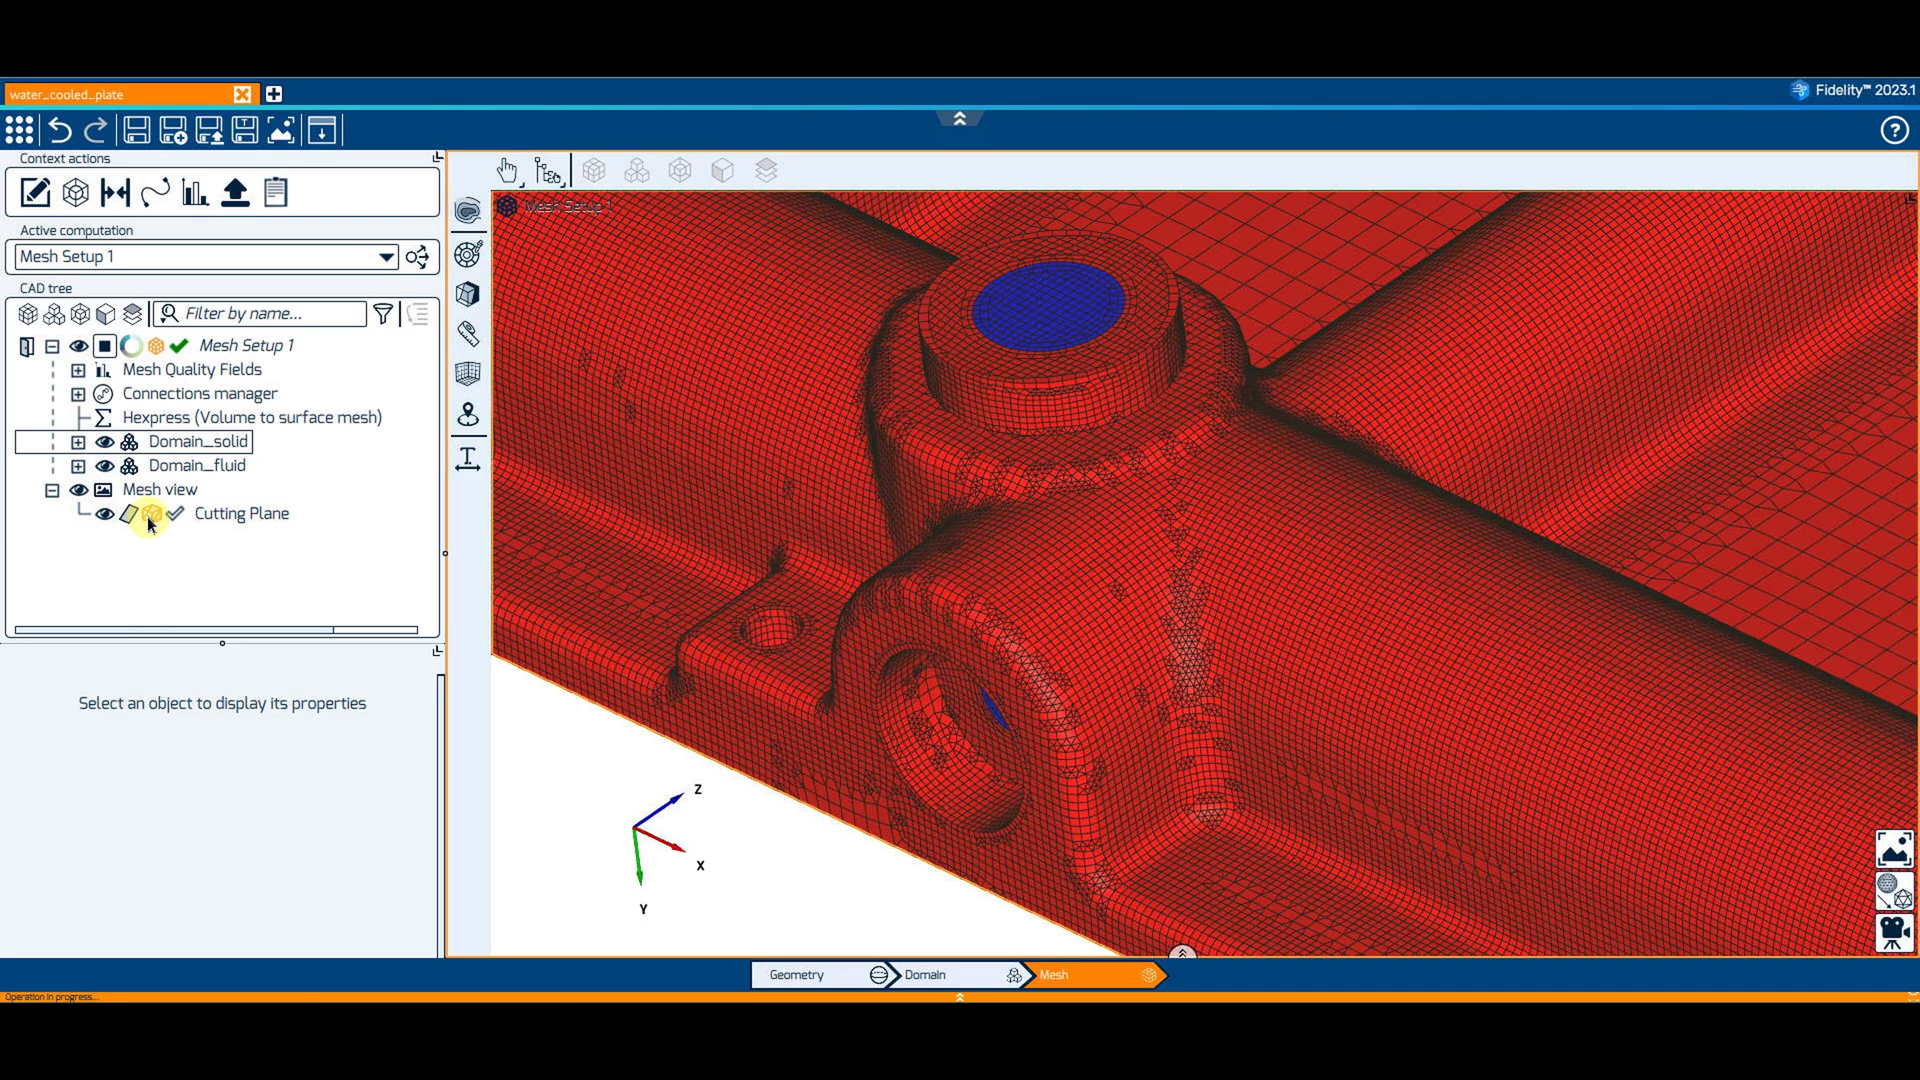 water_cooled_plate
Fidelity™ 2023.1
Context actions
Active computation
Mesh Setup 1
CAD tree
Filter by name...
Mesh Setup 1
Mesh Quality Fields
Connections manager
Hexpress (Volume to surface mesh)
Domain_solid
Domain_fluid
Mesh view
Cutting Plane
Select an object to display its properties
Mesh Setup 1
Z
X
Y
Geometry
Domain
Mesh
Operation in progress...